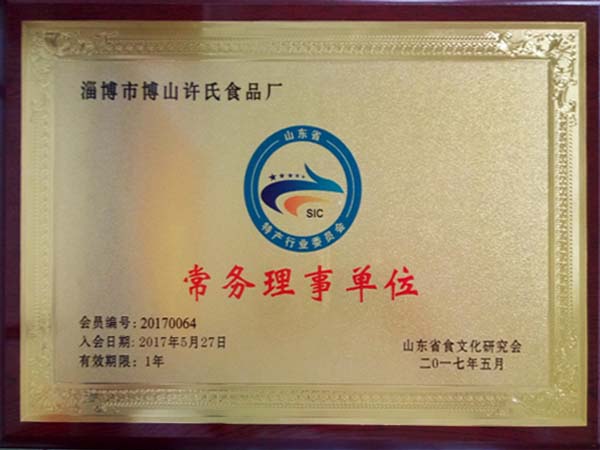 淄博市博山许氏食品厂
山东省
SIC
特产行业委员会
常务理事单位
会员编号: 20170064
入会日期: 2017年5月27日
有效期限: 1年
山东省食文化研究会
二〇一七年五月